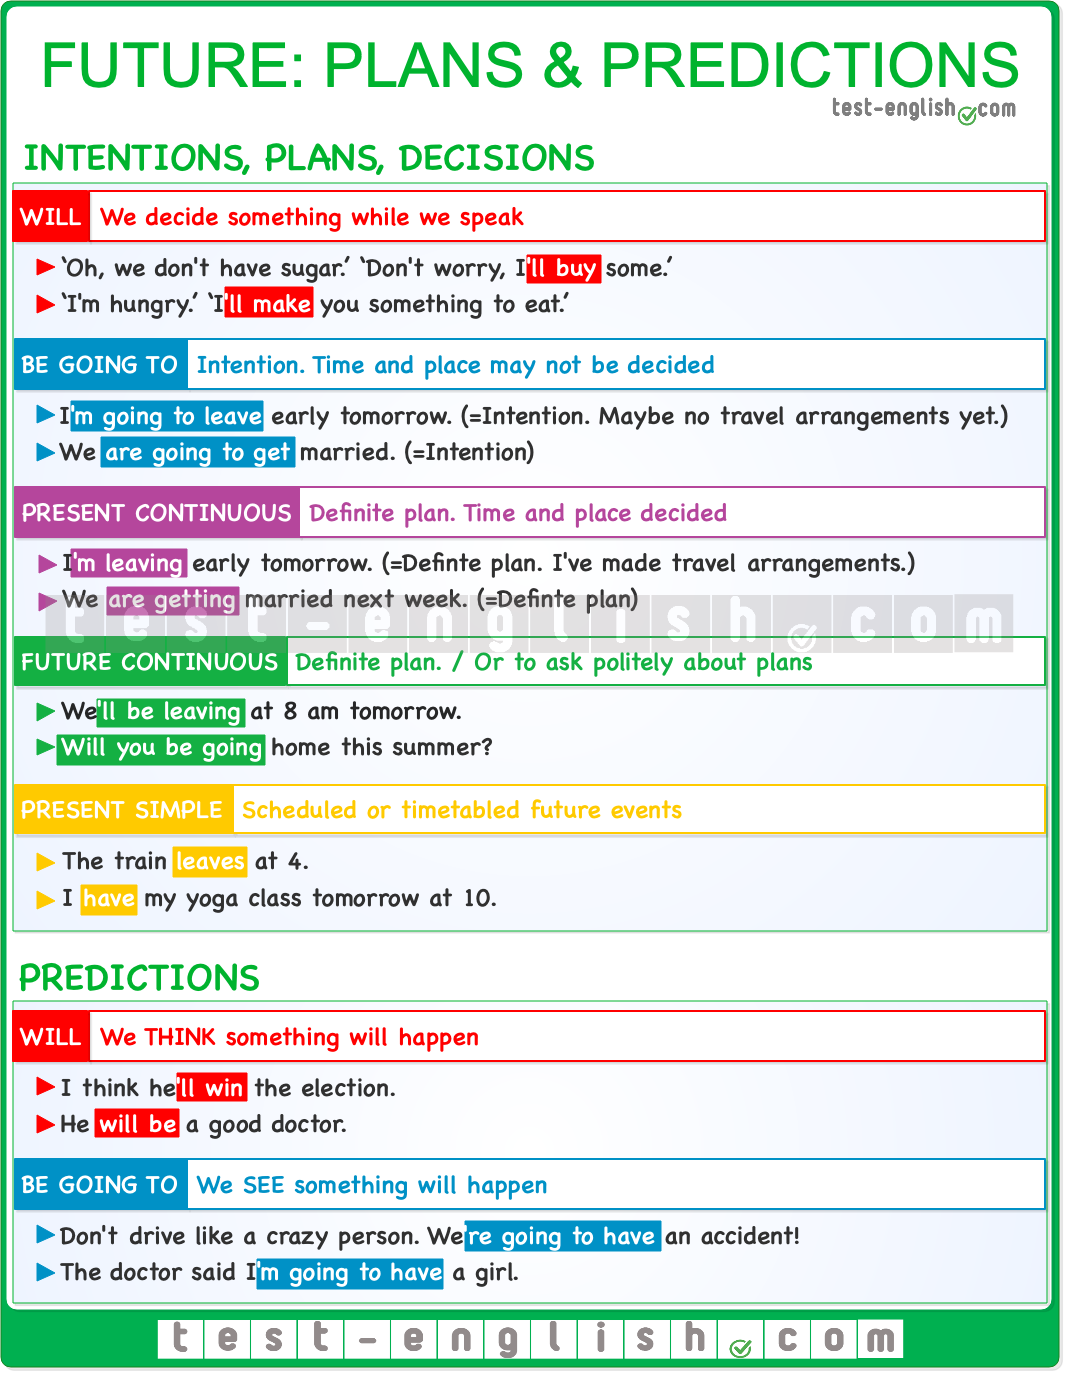 FUTURE: PLANS & PREDICTIONS
test-english.com
INTENTIONS, PLANS, DECISIONS
WILL We decide something while we speak
‘Oh, we don't have sugar.’ ‘Don't worry, I'll buy some.’
‘I'm hungry.’ ‘I'll make you something to eat.’
BE GOING TO Intention. Time and place may not be decided
I'm going to leave early tomorrow. (=Intention. Maybe no travel arrangements yet.)
We are going to get married. (=Intention)
PRESENT CONTINUOUS Definite plan. Time and place decided
I'm leaving early tomorrow. (=Definte plan. I've made travel arrangements.)
We are getting married next week. (=Definte plan)
test-english.com
FUTURE CONTINUOUS Definite plan. / Or to ask politely about plans
We'll be leaving at 8 am tomorrow.
Will you be going home this summer?
PRESENT SIMPLE Scheduled or timetabled future events
The train leaves at 4.
I have my yoga class tomorrow at 10.
PREDICTIONS
WILL We THINK something will happen
I think he'll win the election.
He will be a good doctor.
BE GOING TO We SEE something will happen
Don't drive like a crazy person. We're going to have an accident!
The doctor said I'm going to have a girl.
test-english.com